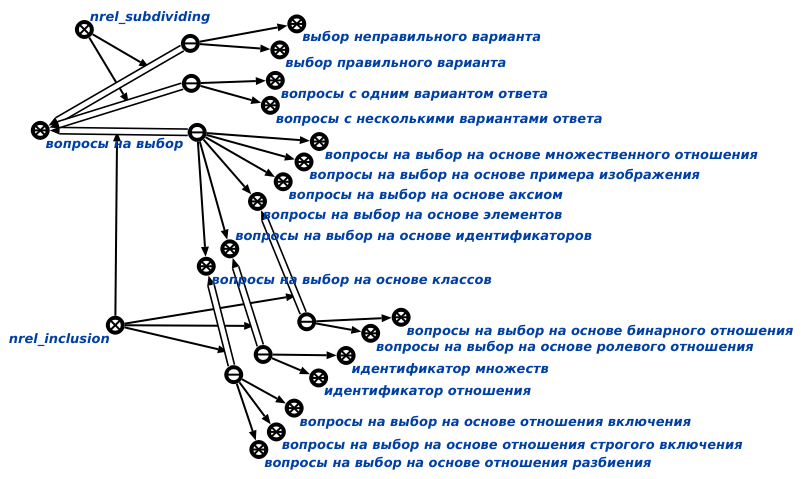 nrel_subdividing
выбор неправильного варианта
выбор правильного варианта
вопросы с одним вариантом ответа
вопросы с несколькими вариантами ответа
вопросы на выбор
вопросы на выбор на основе множественного отношения
вопросы на выбор на основе примера изображения
вопросы на выбор на основе аксиом
вопросы на выбор на основе элементов
вопросы на выбор на основе идентификаторов
вопросы на выбор на основе классов
вопросы на выбор на основе бинарного отношения
nrel_inclusion
вопросы на выбор на основе ролевого отношения
идентификатор множеств
идентификатор отношения
вопросы на выбор на основе отношения включения
вопросы на выбор на основе отношения строгого включения
вопросы на выбор на основе отношения разбиения